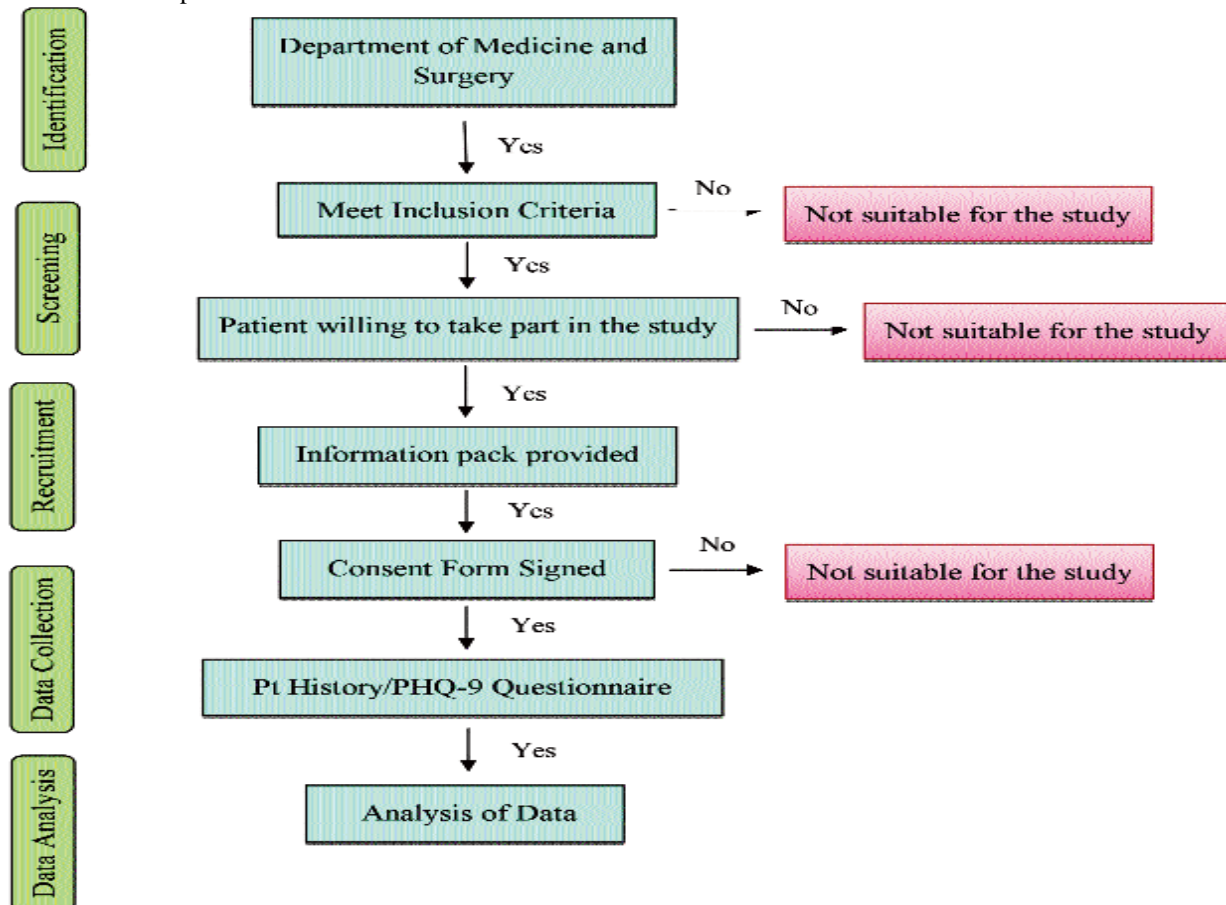 Identification
Department of Medicine and
Surgery
Yes
Meet Inclusion Criteria
No
Not suitable for the study
Screening
Yes
Patient willing to take part in the study
No
Not suitable for the study
Yes
Recruitment
Information pack provided
Yes
Consent Form Signed
No
Not suitable for the study
Data Collection
Yes
Pt History/PHQ-9 Questionnaire
Yes
Data Analysis
Analysis of Data